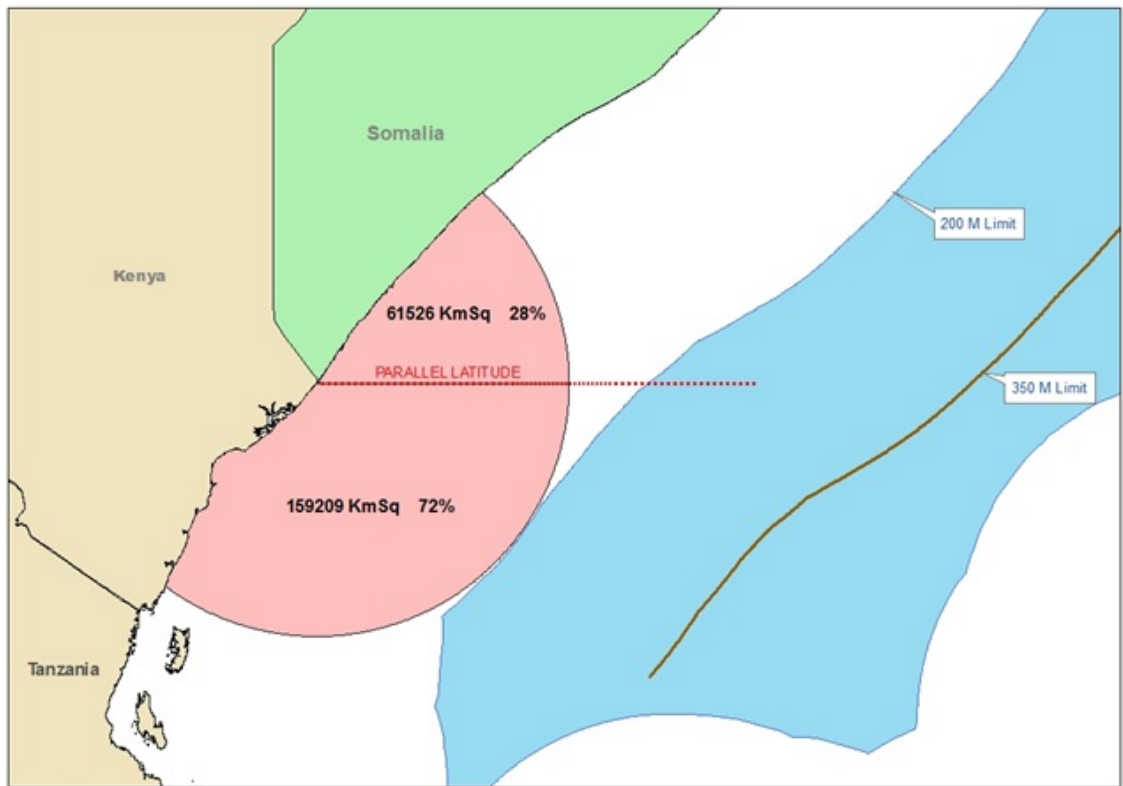 Somalia
200 M Limit
Kenya
61526 KmSq 28%
PARALLEL LATITUDE
350 M Limit
159209 KmSq 72%
Tanzania